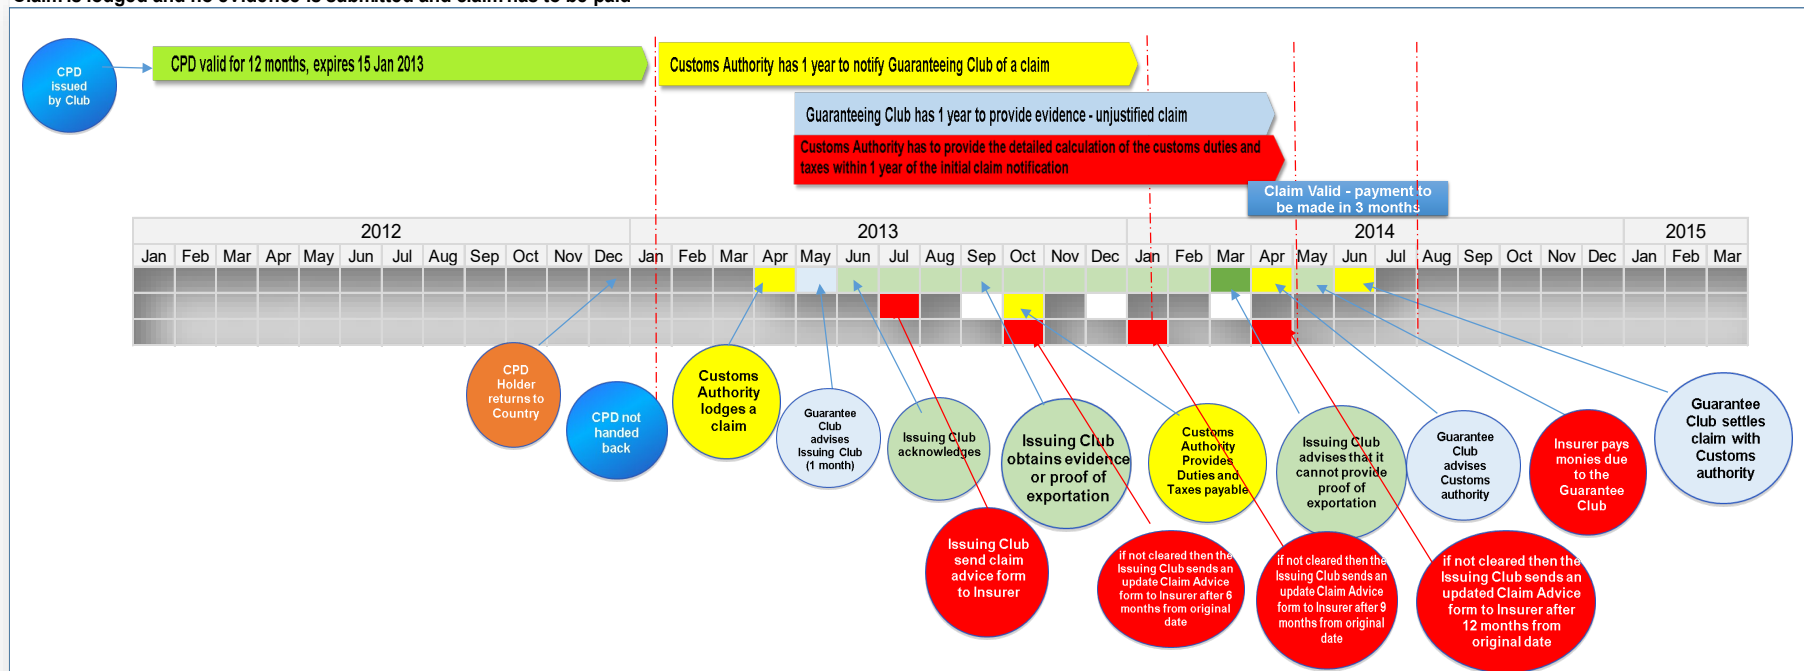 Claim is lodged and no evidence is submitted and claim has to be paid
CPD
issued
by Club
CPD valid for 12 months, expires 15 Jan 2013
Customs Authority has 1 year to notify Guaranteeing Club of a claim
Guaranteeing Club has 1 year to provide evidence - unjustified claim
Customs Authority has to provide the detailed calculation of the customs duties and
taxes within 1 year of the initial claim notification
Claim Valid - payment to
be made in 3 months
2012 2013 2014 2015
Jan Feb Mar Apr May Jun Jul Aug Sep Oct Nov Dec Jan Feb Mar Apr May Jun Jul Aug Sep Oct Nov Dec Jan Feb Mar Apr May Jun Jul Aug Sep Oct Nov Dec Jan Feb Mar
CPD
Holder
returns to
Country
CPD not
handed
back
Customs
Authority
lodges a
claim
Guarantee
Club
advises
Issuing Club
(1 month)
Issuing Club
acknowledges
Issuing Club
obtains evidence
or proof of
exportation
Customs
Authority
Provides
Duties and
Taxes payable
Issuing Club
advises that it
cannot provide
proof of
exportation
Guarantee
Club
advises
Customs
authority
Insurer pays
monies due
to the
Guarantee
Club
Guarantee
Club settles
claim with
Customs
authority
Issuing Club
send claim
advice form
to Insurer
if not cleared then the
Issuing Club sends an
update Claim Advice
form to Insurer after 6
months from original
date
if not cleared then the
Issuing Club sends an
update Claim Advice
form to Insurer after 9
months from original
date
if not cleared then the
Issuing Club sends an
updated Claim Advice
form to Insurer after
12 months from
original date